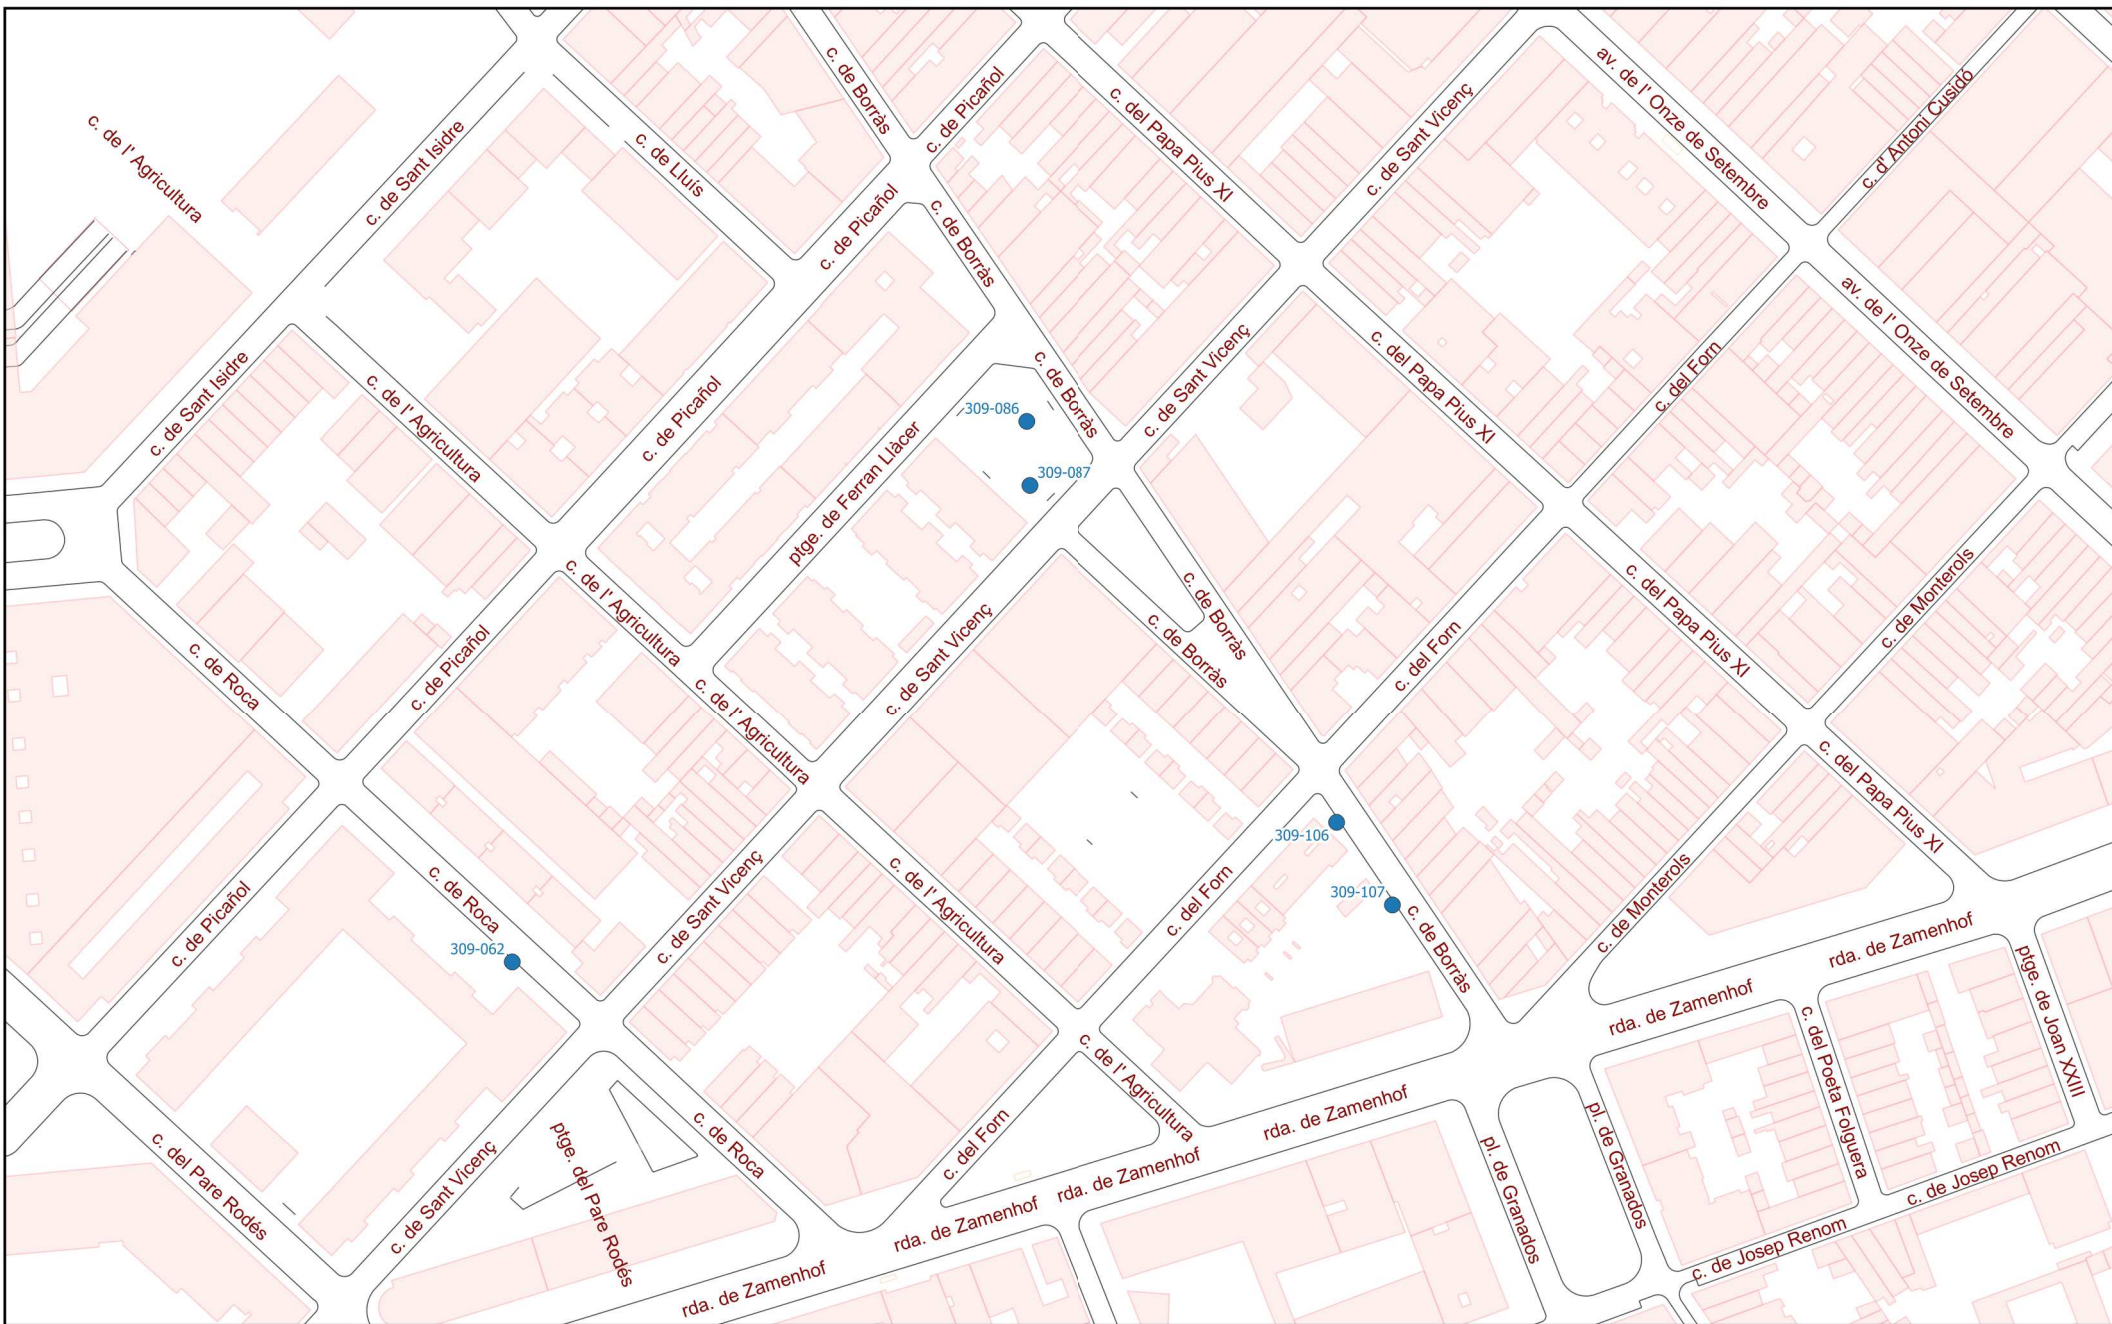 c. de Borràs
c. de Picañol
c. del Papa Pius XI
c. de Sant Vicenç
av. de l' Onze de Setembre
c. d' Antoni Cusidó
c. de l' Agricultura
c. de Sant Isidre
c. de Lluís
c. de Picañol
c. de Borràs
av. de l' Onze de Setembre
c. de Sant Isidre
c. de l' Agricultura
c. de Picañol
c. de Borràs
c. de Sant Vicenç
c. del Papa Pius XI
c. del Forn
309-086
309-087
ptge. de Ferran Llàcer
c. de l' Agricultura
c. de Picañol
c. de Roca
c. de Sant Vicenç
c. de Borràs
c. de Borràs
c. del Forn
c. del Papa Pius XI
c. de Monterols
c. de l' Agricultura
c. del Papa Pius XI
309-106
309-107
c. de Borràs
c. de Monterols
c. del Forn
c. de l' Agricultura
c. de Sant Vicenç
c. de Roca
309-062
c. de Picañol
rda. de Zamenhof
rda. de Zamenhof
ptge. de Joan XXIII
c. del Poeta Folguera
c. de l' Agricultura
rda. de Zamenhof
pl. de Granados
pl. de Granados
c. del Pare Rodés
c. de Sant Vicenç
ptge. del Pare Rodés
c. de Roca
c. del Forn
rda. de Zamenhof
rda. de Zamenhof
rda. de Zamenhof
c. de Josep Renom
c. de Josep Renom